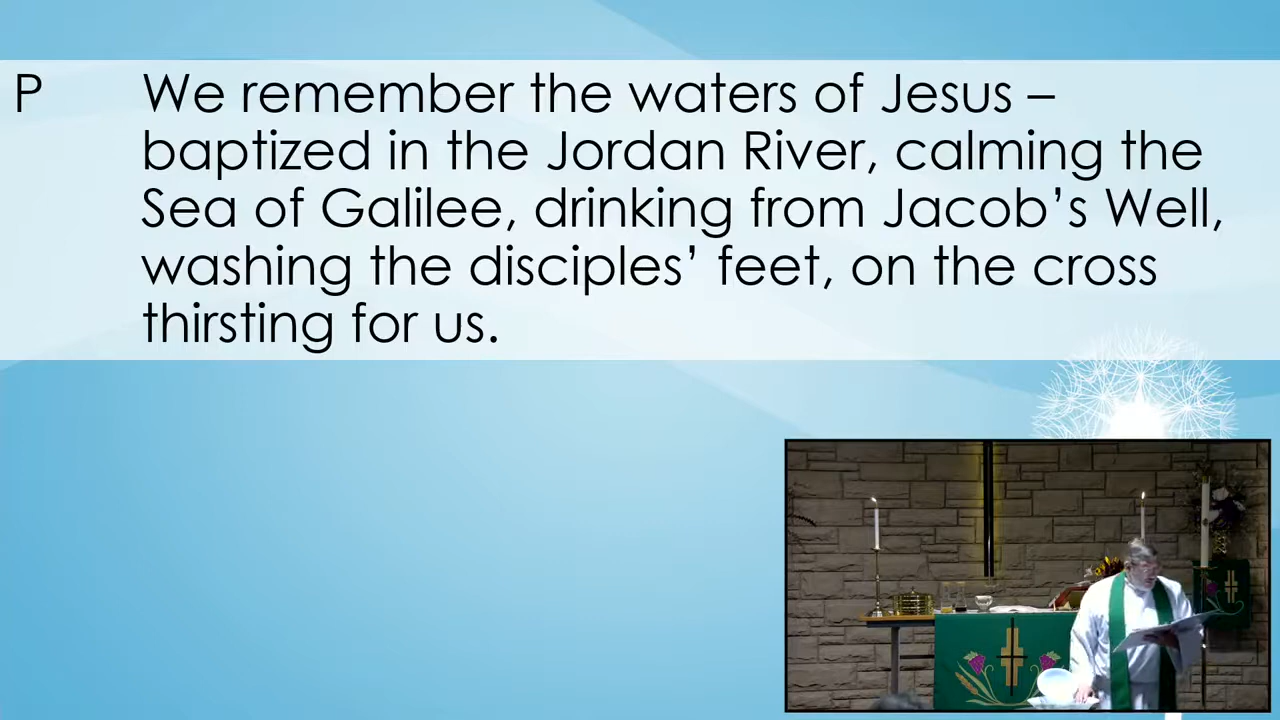 P We remember the waters of Jesus –
baptized in the Jordan River, calming the
Sea of Galilee, drinking from Jacob’s Well,
washing the disciples’ feet, on the cross
thirsting for us.